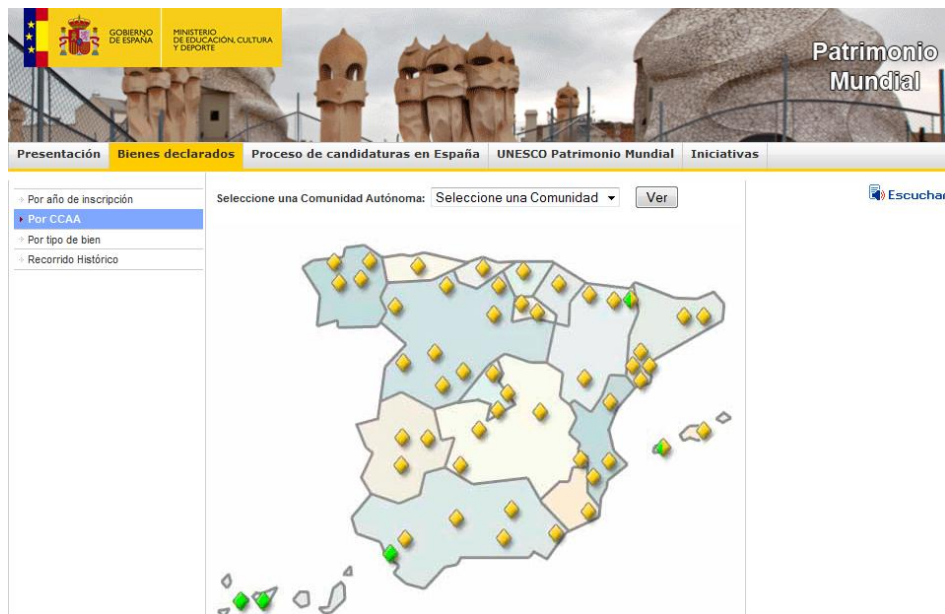 GOBIERNO
DE ESPAÑA
MINISTERIO
DE EDUCACIÓN, CULTURA
Y DEPORTE
Patrimonio
Mundial
Presentación Bienes declarados Proceso de candidaturas en España UNESCO Patrimonio Mundial Iniciativas
Por año de inscripción
Por CCAA
Por tipo de bien
Recorrido Histórico
Seleccione una Comunidad Autónoma: Seleccione una Comunidad Ver
Escuchar